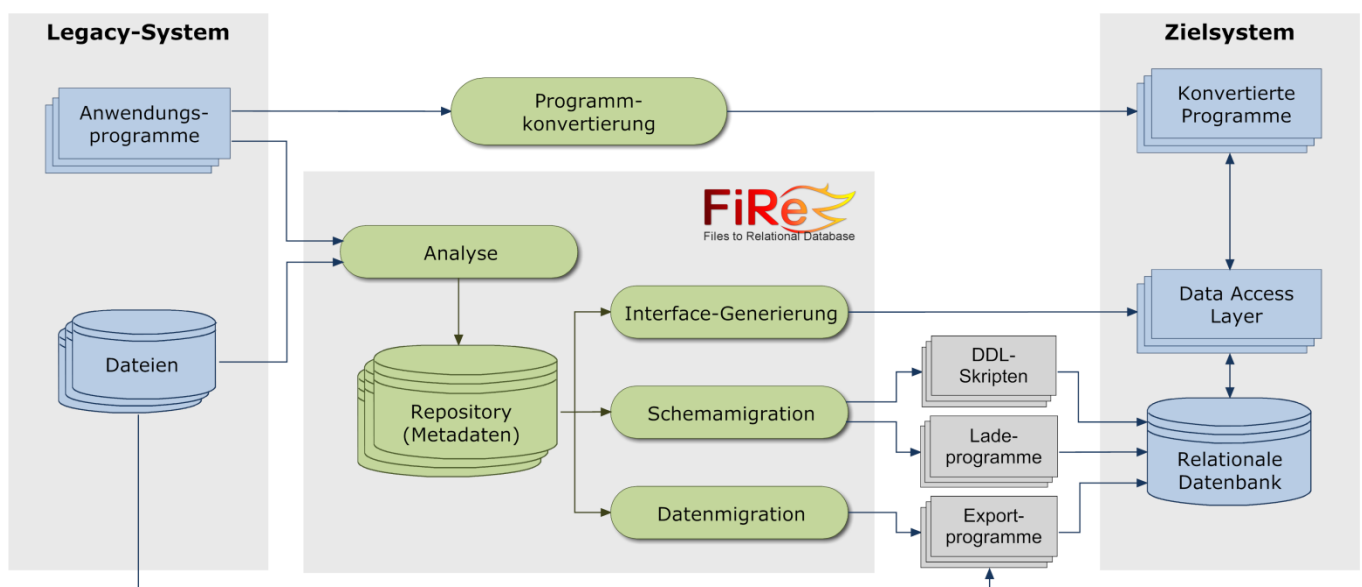 Legacy-System
Zielsystem
Anwendungs-
programme
Programm-
konvertierung
Konvertierte
Programme
FiRe
Files to Relational Database
Analyse
Dateien
Interface-Generierung
Data Access
Layer
Repository
(Metadaten)
Schemamigration
DDL-
Skripten
Lade-
programme
Relationale
Datenbank
Datenmigration
Export-
programme